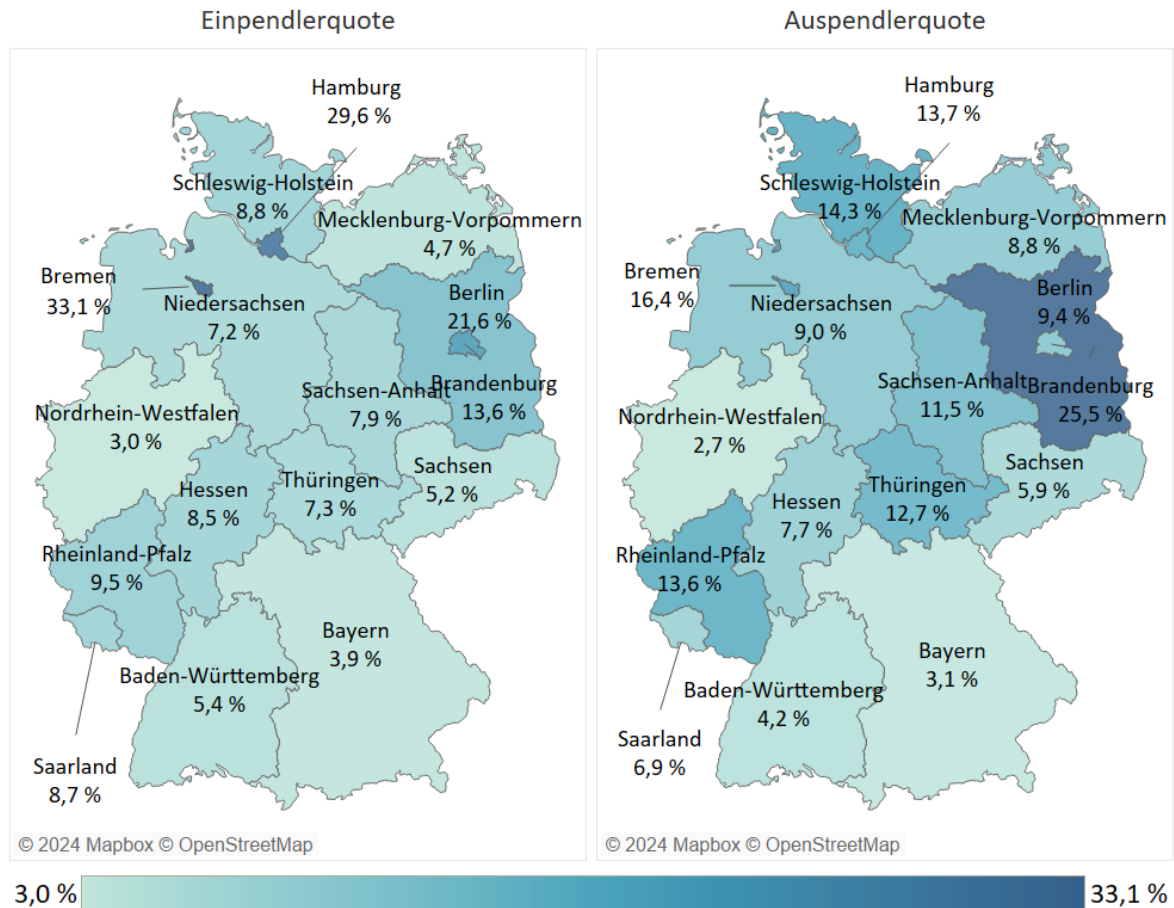 Einpendlerquote
Hamburg
29,6 %
Schleswig-Holstein
8,8 %
Mecklenburg-Vorpommern
4,7 %
Bremen
33,1 %
Niedersachsen
7,2 %
Berlin
21,6 %
Brandenburg
13,6 %
Sachsen-Anhalt
7,9 %
Nordrhein-Westfalen
3,0 %
Sachsen
5,2 %
Thüringen
7,3 %
Hessen
8,5 %
Rheinland-Pfalz
9,5 %
Bayern
3,9 %
Baden-Württemberg
5,4 %
Saarland
8,7 %
© 2024 Mapbox © OpenStreetMap
Auspendlerquote
Hamburg
13,7 %
Schleswig-Holstein
14,3 %
Mecklenburg-Vorpommern
8,8 %
Bremen
16,4 %
Niedersachsen
9,0 %
Berlin
9,4 %
Brandenburg
25,5 %
Sachsen-Anhalt
11,5 %
Nordrhein-Westfalen
2,7 %
Sachsen
5,9 %
Thüringen
12,7 %
Hessen
7,7 %
Rheinland-Pfalz
13,6 %
Bayern
3,1 %
Baden-Württemberg
4,2 %
Saarland
6,9 %
© 2024 Mapbox © OpenStreetMap
3,0 %
33,1 %